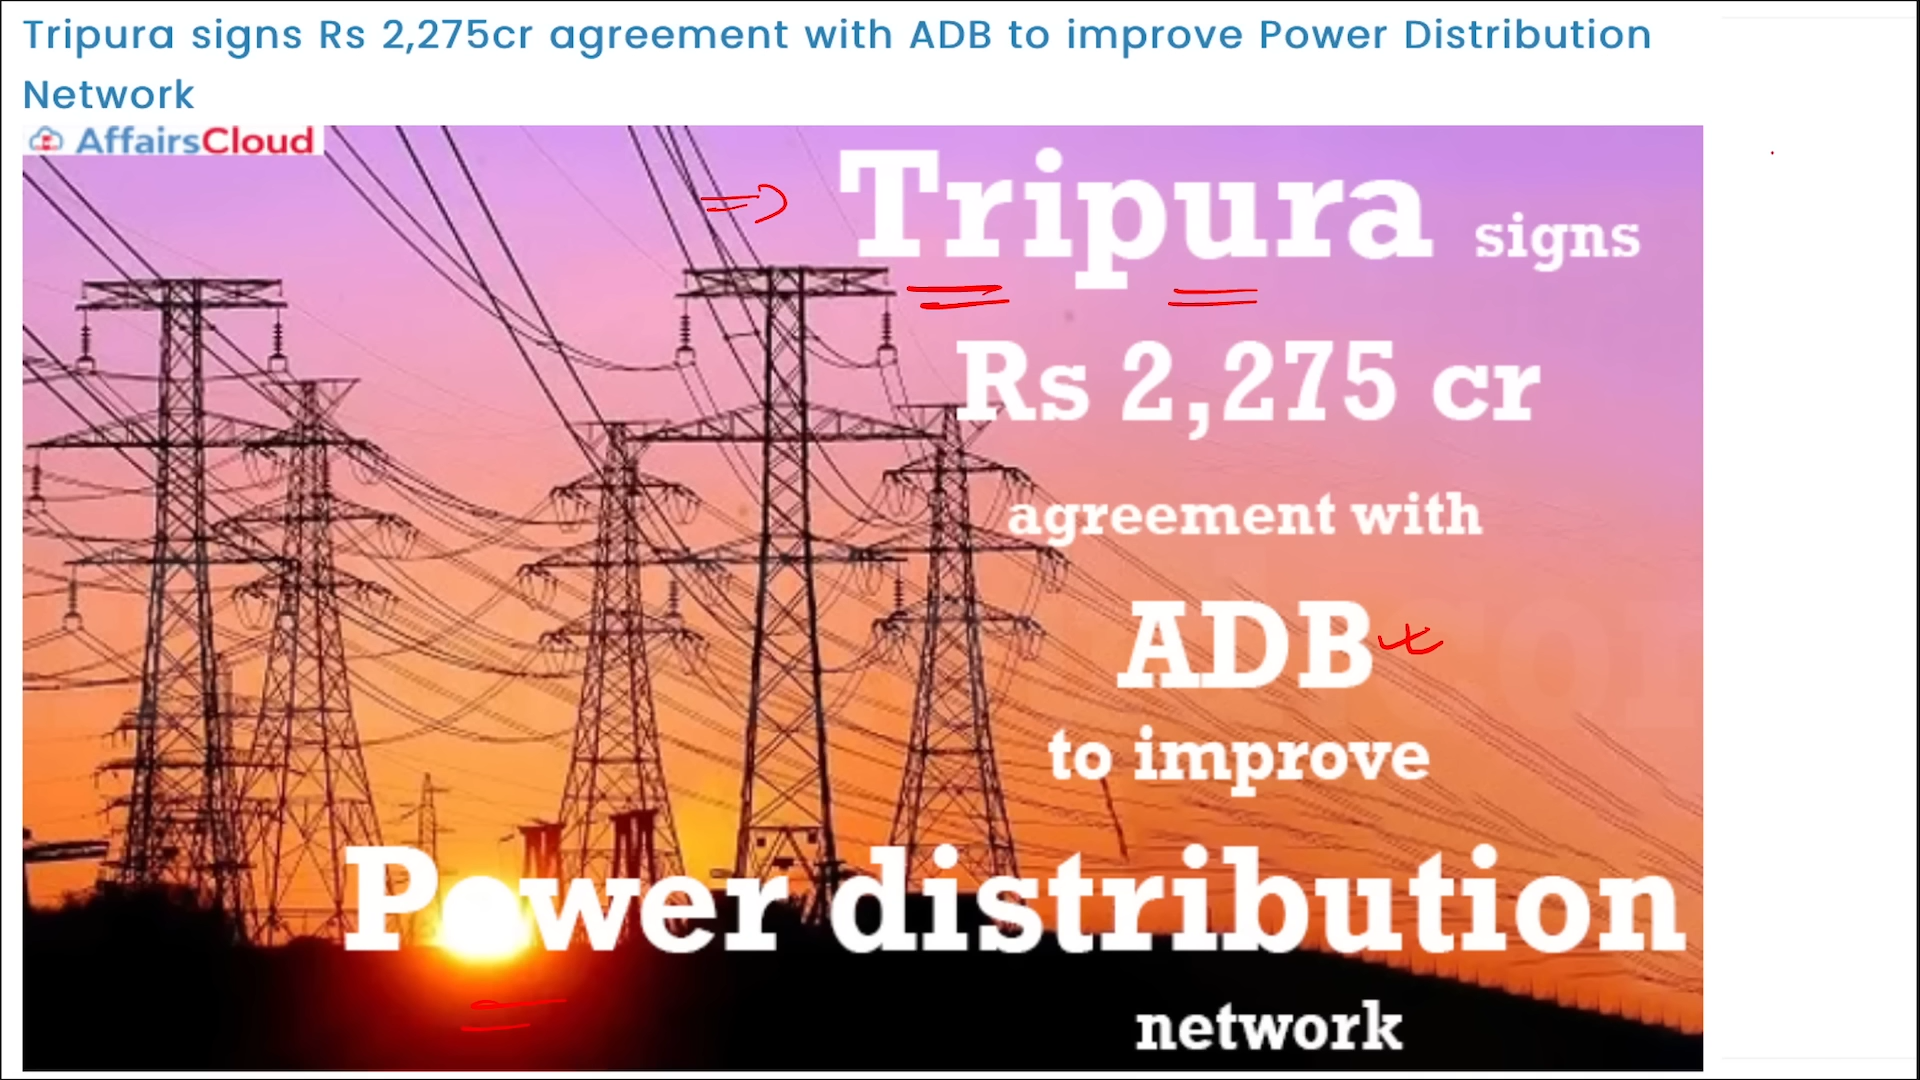 Tripura signs Rs 2,275cr agreement with ADB to improve Power Distribution
Network
AffairsCloud
Tripura signs
Rs 2,275 cr
agreement with
ADB
to improve
Power distribution
network